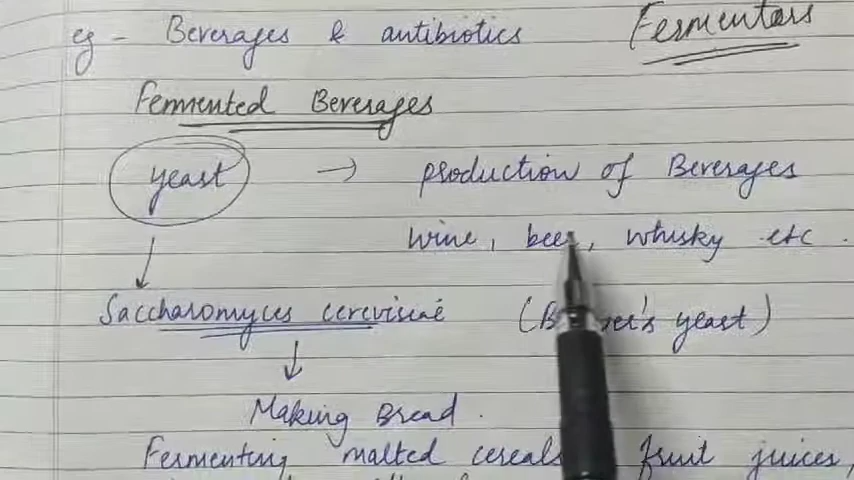 eg - Beverages & antibiotics
Fermentors
Fermented Beverages
yeast → production of Beverages
wine, beer, whisky etc.
Saccharomyces cerevisiae ( yeast)
Making Bread.
Fermenting malted cereals fruit juices,